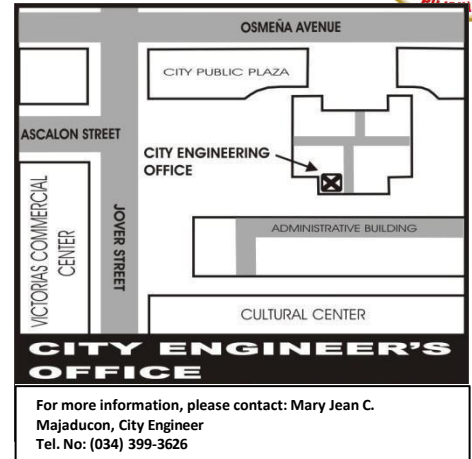 OSMEÑA AVENUE
CITY PUBLIC PLAZA
ASCALON STREET
CITY ENGINEERING
OFFICE
VICTORIAS COMMERCIAL
CENTER
JOVER STREET
ADMINISTRATIVE BUILDING
CULTURAL CENTER
CITY ENGINEER'S
OFFICE
For more information, please contact: Mary Jean C.
Majaducon, City Engineer
Tel. No: (034) 399-3626